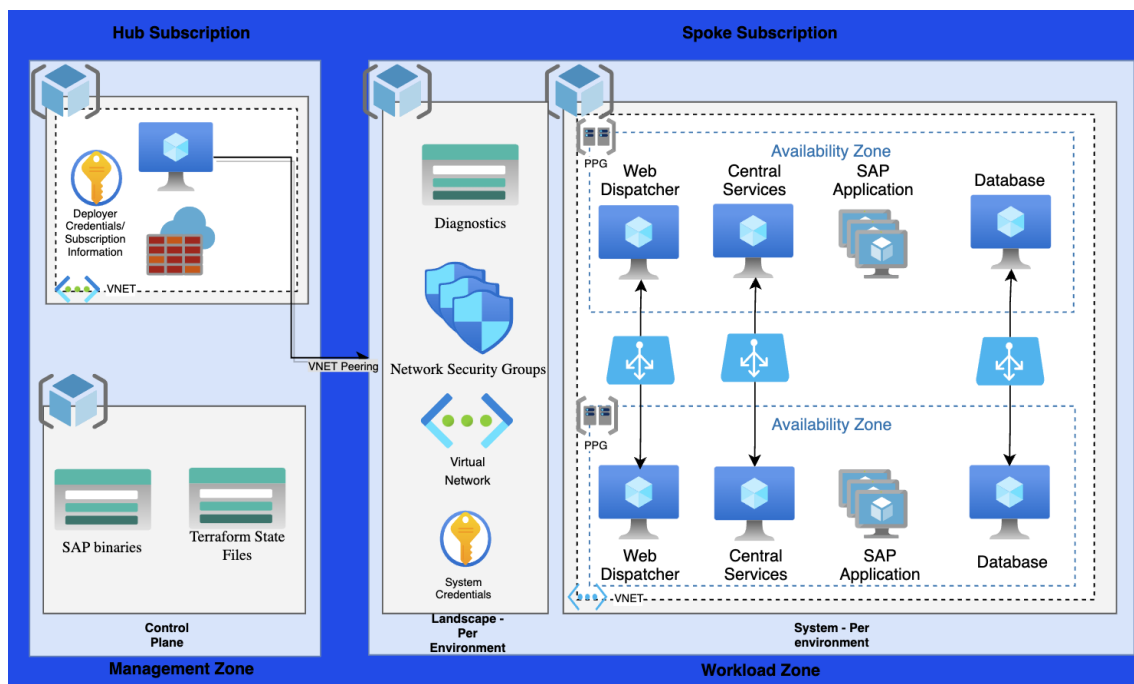 Hub Subscription
Spoke Subscription
Deployer
Credentials/
Subscription
Information
VNET
VNET Peering
SAP binaries
Terraform State
Files
Control
Plane
Management Zone
Diagnostics
Network Security Groups
Virtual
Network
System
Credentials
Landscape -
Per
Environment
PPG
Availability Zone
Web
Dispatcher
Central
Services
SAP
Application
Database
PPG
Availability Zone
Web
Dispatcher
Central
Services
SAP
Application
Database
VNET
System - Per
environment
Workload Zone